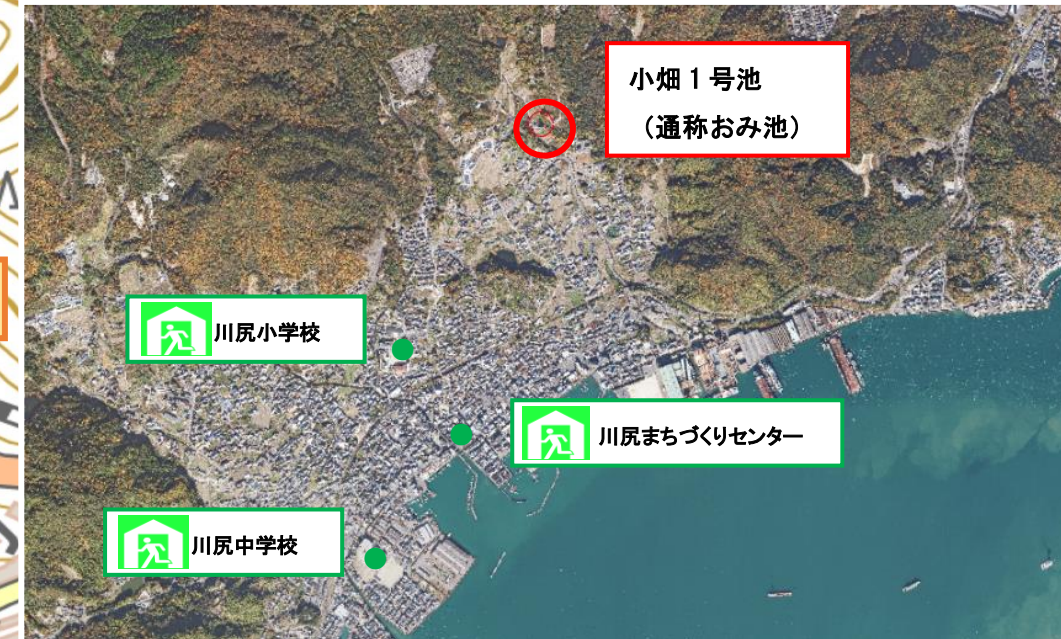 小畑１号池
（通称おみ池）
川尻小学校
川尻まちづくりセンター
川尻中学校